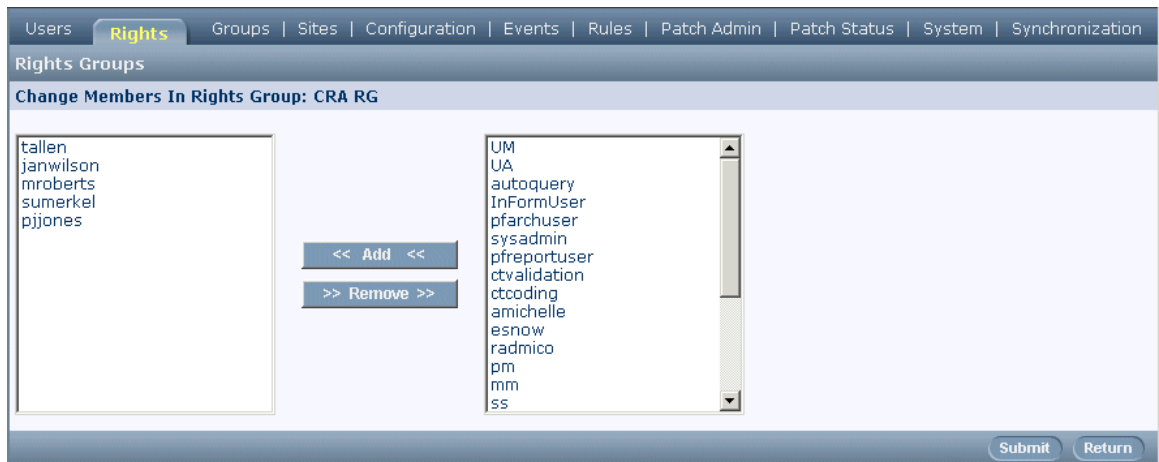 Users Rights Groups | Sites | Configuration | Events | Rules | Patch Admin | Patch Status | System | Synchronization
Rights Groups
Change Members In Rights Group: CRA RG
tallen
janwilson
mroberts
sumerkel
pjjones
<< Add <<
>> Remove >>
UM
UA
autoquery
InFormUser
pfarchuser
sysadmin
pfreportuser
ctvalidation
ctcoding
amichelle
esnow
radmico
pm
mm
ss
Submit Return